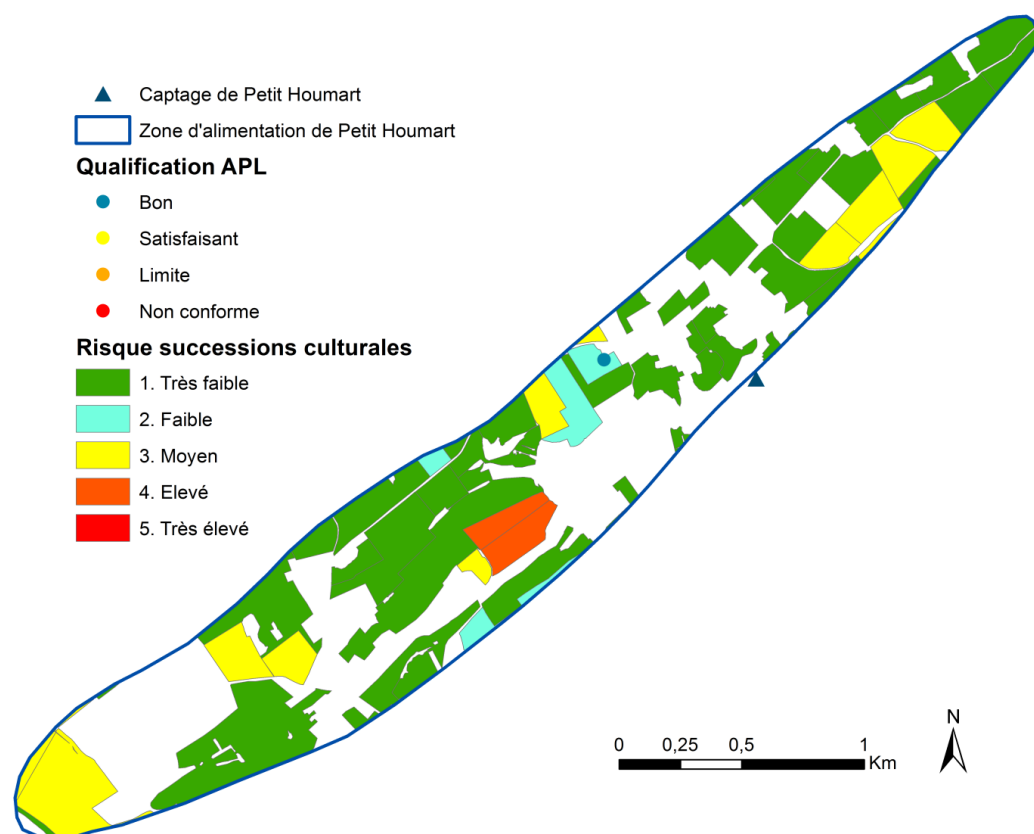 Captage de Petit Houmart
Zone d'alimentation de Petit Houmart
Qualification APL
Bon
Satisfaisant
Limite
Non conforme
Risque successions culturales
1. Très faible
2. Faible
3. Moyen
4. Elevé
5. Très élevé
N
0 0,25 0,5 1
Km